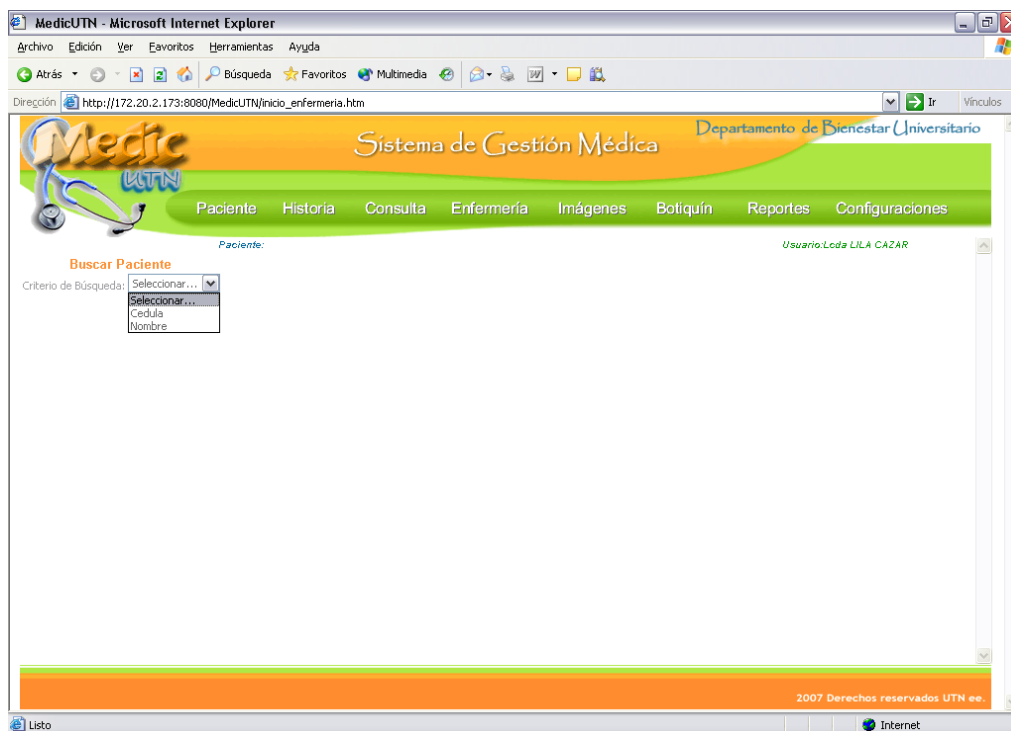 MedicUTN - Microsoft Internet Explorer
Archivo Edición Ver Favoritos Herramientas Ayuda
Atrás Búsqueda Favoritos Multimedia
Dirección http://172.20.2.173:8080/MedicUTN/inicio_enfermeria.htm Ir Vínculos
Medic UTN
Sistema de Gestión Médica
Departamento de Bienestar Universitario
Paciente Historia Consulta Enfermería Imágenes Botiquín Reportes Configuraciones
Paciente: Usuario:Lcda LILA CAZAR
Buscar Paciente
Criterio de Búsqueda: Seleccionar...
Seleccionar...
Cedula
Nombre
2007 Derechos reservados UTN ee.
Listo Internet